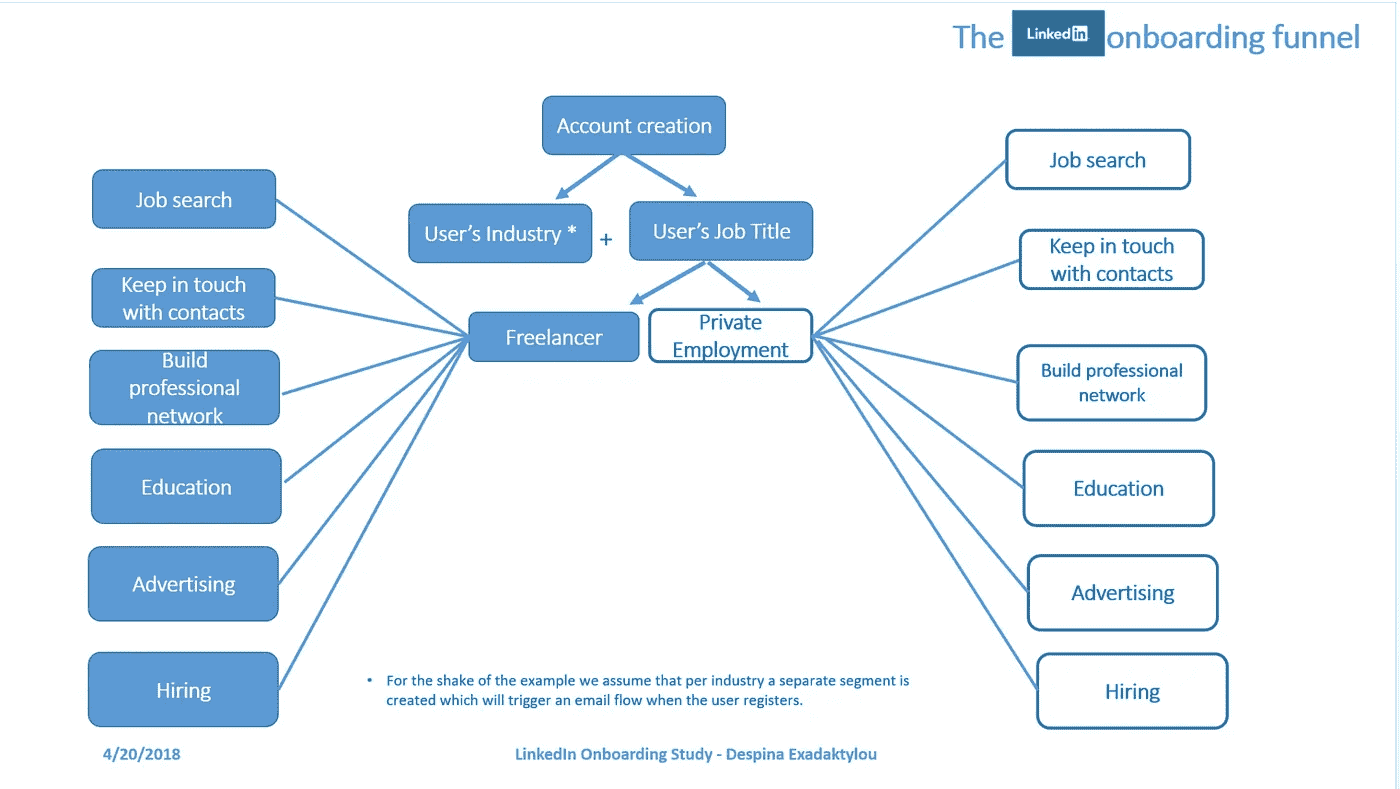 The LinkedIn onboarding funnel
Account creation
User’s Industry *
+
User’s Job Title
Freelancer
Private
Employment
Job search
Keep in touch
with contacts
Build
professional
network
Education
Advertising
Hiring
Job search
Keep in touch
with contacts
Build professional
network
Education
Advertising
Hiring
• For the shake of the example we assume that per industry a separate segment is
created which will trigger an email flow when the user registers.
4/20/2018
LinkedIn Onboarding Study - Despina Exadaktylou